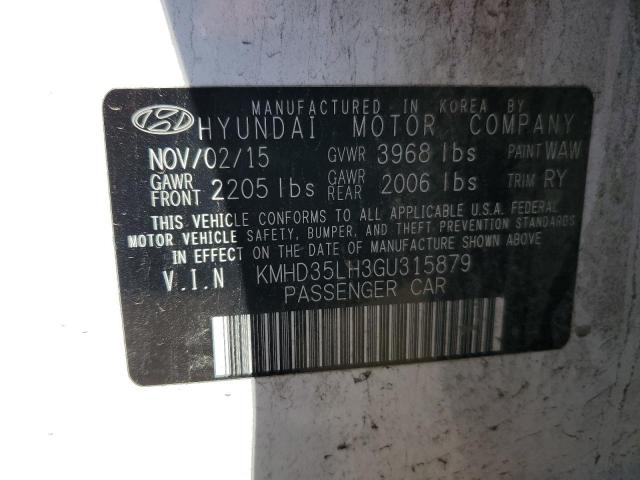 MANUFACTURED IN KOREA BY
HYUNDAI MOTOR COMPANY
NOV/02/15 GVWR 3968 lbs PAINT WAW
GAWR FRONT 2205 lbs GAWR REAR 2006 lbs TRIM RY
THIS VEHICLE CONFORMS TO ALL APPLICABLE U.S.A. FEDERAL
MOTOR VEHICLE SAFETY, BUMPER, AND THEFT PREVENTION STANDARDS
IN EFFECT ON THE DATE OF MANUFACTURE SHOWN ABOVE.
V.I.N KMHD35LH3GU315879
PASSENGER CAR